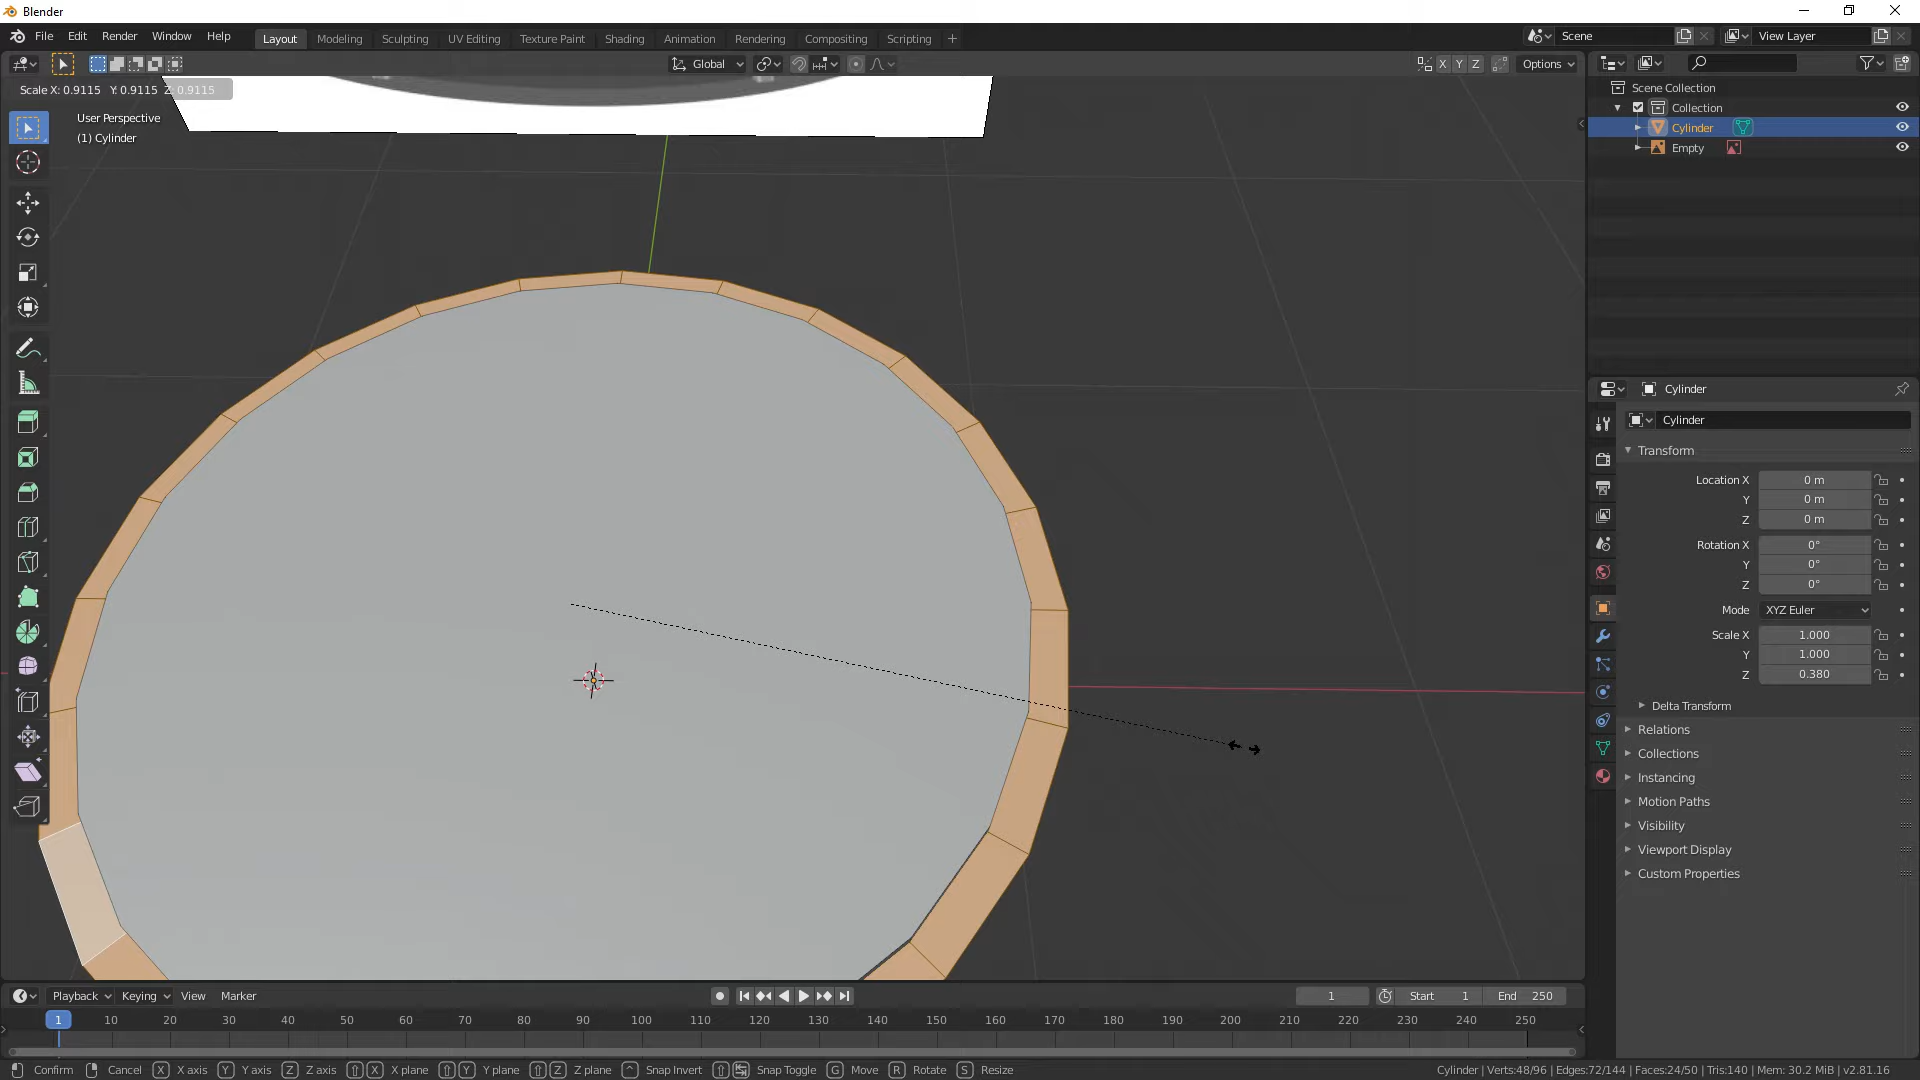 Blender
File Edit Render Window Help
Layout Modeling Sculpting UV Editing Texture Paint Shading Animation Rendering Compositing Scripting +
Scene
View Layer
Global
X Y Z
Options
Scale X: 0.9115 Y: 0.9115 Z: 0.9115
User Perspective
(1) Cylinder
Scene Collection
Collection
Cylinder
Empty
Cylinder
Cylinder
Transform
Location X 0 m
Y 0 m
Z 0 m
Rotation X 0°
Y 0°
Z 0°
Mode XYZ Euler
Scale X 1.000
Y 1.000
Z 0.380
Delta Transform
Relations
Collections
Instancing
Motion Paths
Visibility
Viewport Display
Custom Properties
Playback Keying View Marker
1 Start 1 End 250
1 10 20 30 40 50 60 70 80 90 100 110 120 130 140 150 160 170 180 190 200 210 220 230 240 250
Confirm Cancel X X axis Y Y axis Z Z axis X X plane Y Y plane Z Z plane ^ Snap Invert Snap Toggle G Move R Rotate S Resize
Cylinder | Verts:48/96 | Edges:72/144 | Faces:24/50 | Tris:140 | Mem: 30.2 MiB | v2.81.16